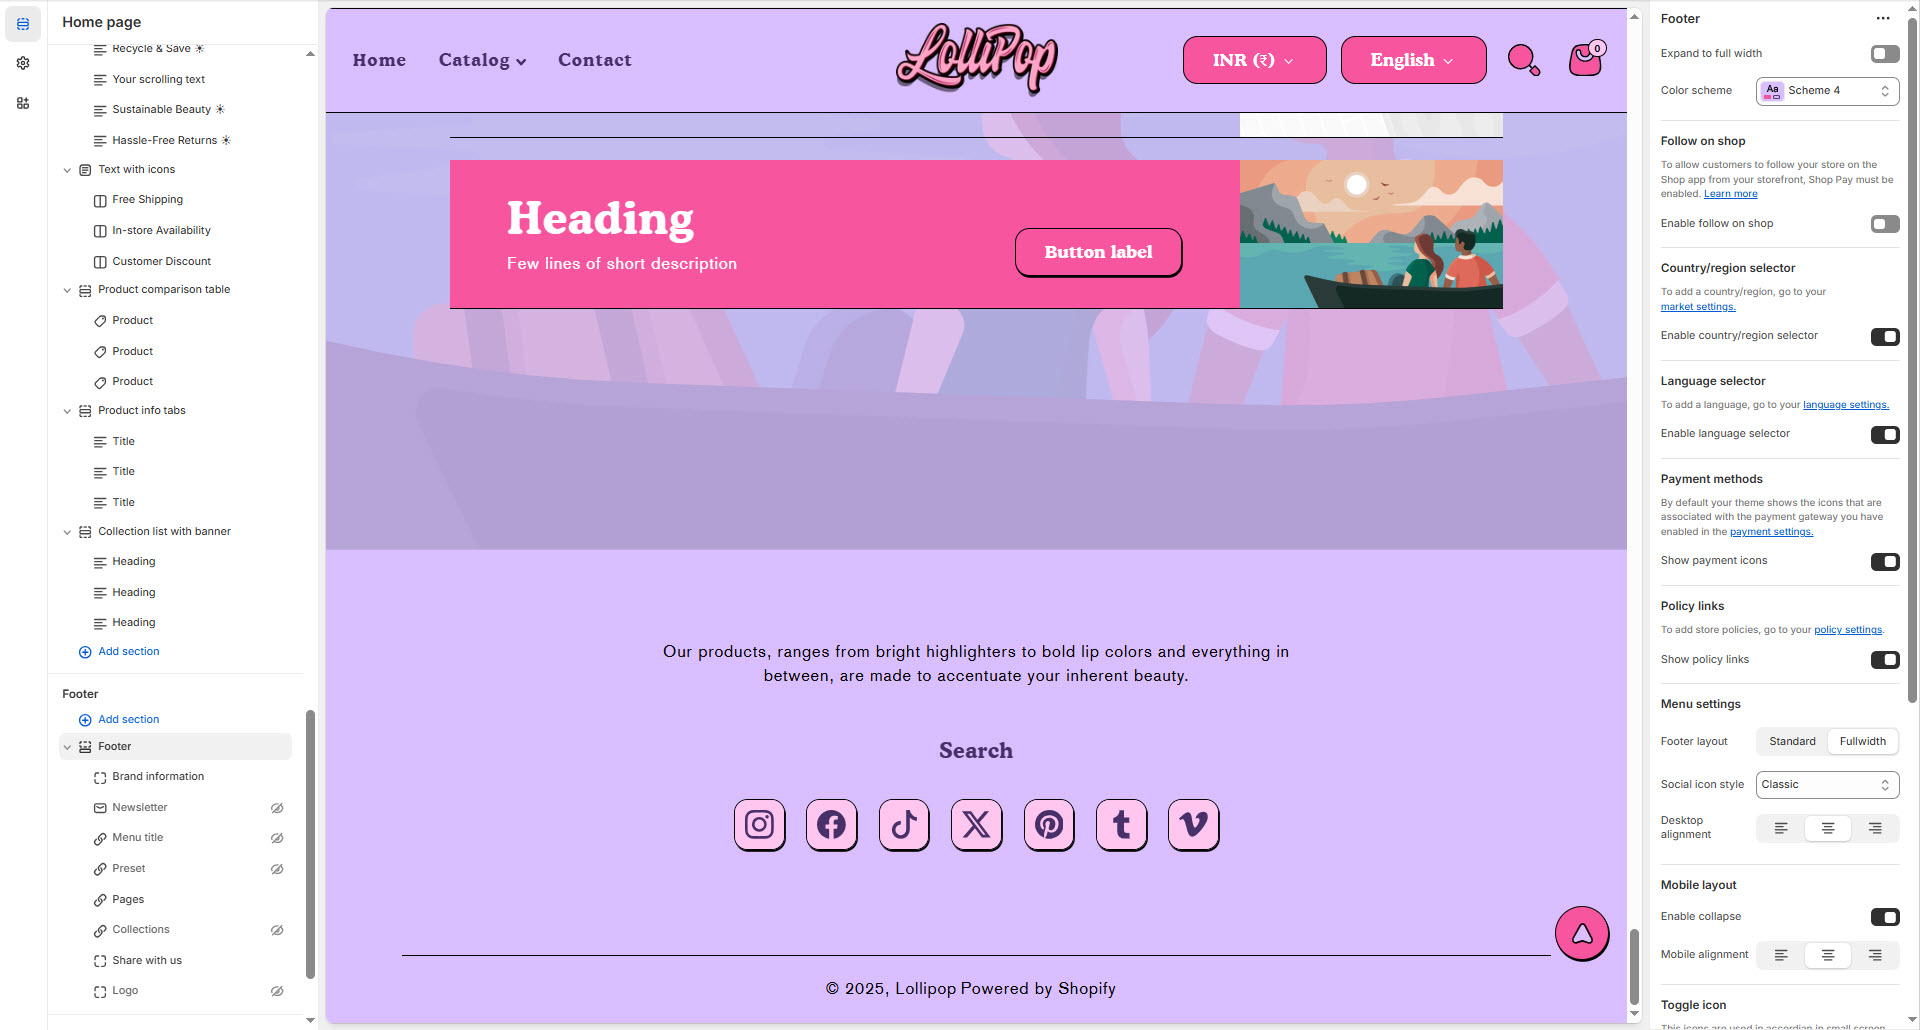 Home page
Recycle & Save ☀
Your scrolling text
Sustainable Beauty ☀
Hassle-Free Returns ☀
Text with icons
Free Shipping
In-store Availability
Customer Discount
Product comparison table
Product
Product
Product
Product info tabs
Title
Title
Title
Collection list with banner
Heading
Heading
Heading
Add section
Footer
Add section
Footer
Brand information
Newsletter
Menu title
Preset
Pages
Collections
Share with us
Logo
Home
Catalog
Contact
LolliPop
INR (₹)
English
0
Heading
Few lines of short description
Button label
Our products, ranges from bright highlighters to bold lip colors and everything in
between, are made to accentuate your inherent beauty.
Search
© 2025, Lollipop Powered by Shopify
Footer
Expand to full width
Color scheme
Aa
Scheme 4
Follow on shop
To allow customers to follow your store on the
Shop app from your storefront, Shop Pay must be
enabled. Learn more
Enable follow on shop
Country/region selector
To add a country/region, go to your
market settings.
Enable country/region selector
Language selector
To add a language, go to your language settings.
Enable language selector
Payment methods
By default your theme shows the icons that are
associated with the payment gateway you have
enabled in the payment settings.
Show payment icons
Policy links
To add store policies, go to your policy settings.
Show policy links
Menu settings
Footer layout
Standard
Fullwidth
Social icon style
Classic
Desktop
alignment
Mobile layout
Enable collapse
Mobile alignment
Toggle icon
This icons are used in accordian in small screen